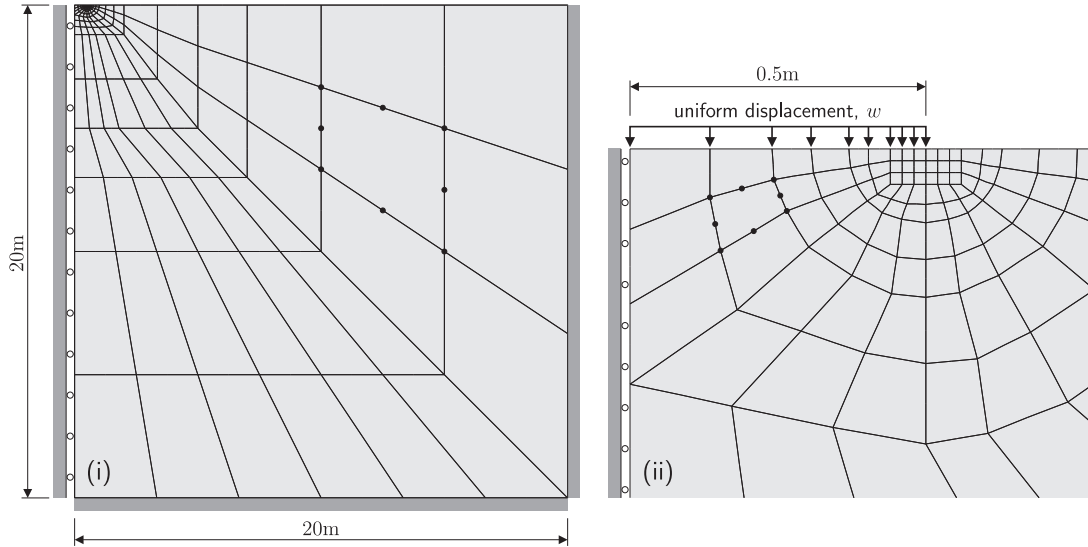 20m
(i)
20m
0.5m
uniform displacement, w
(ii)